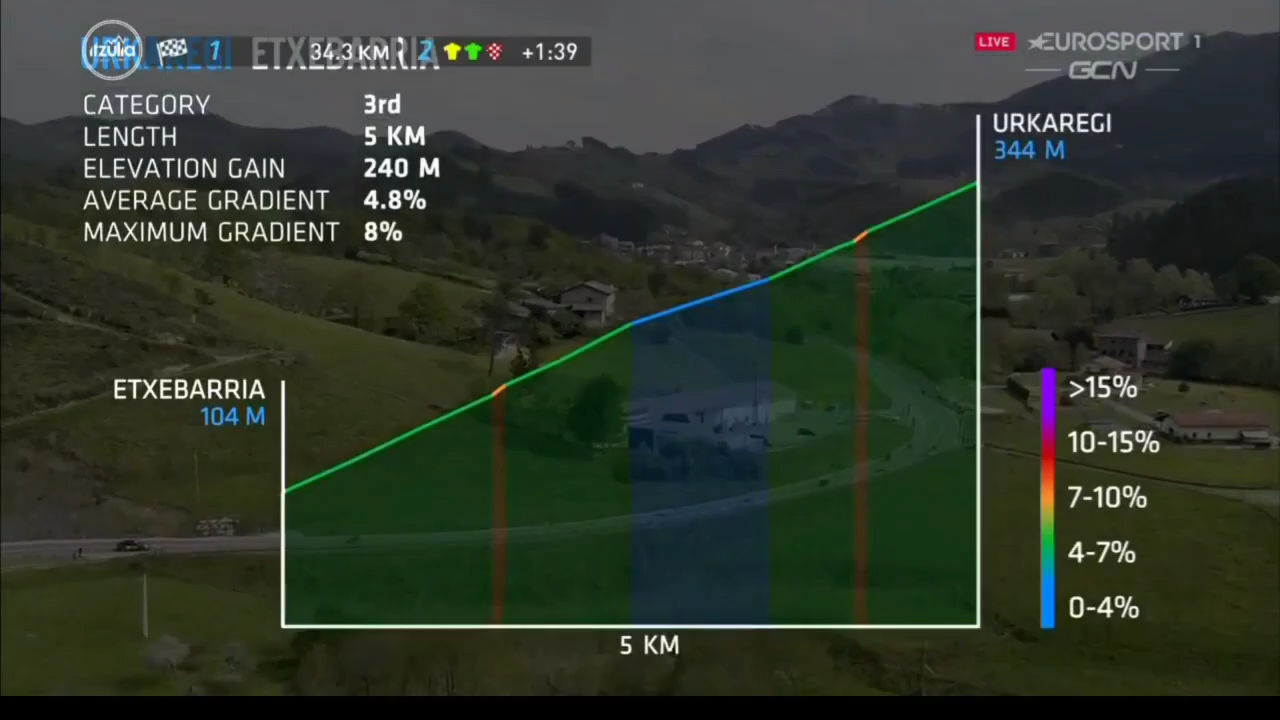 Itzulia 1 34.3 KM 2 +1:39
URKAREGI ETXEBARRIA
LIVE EUROSPORT 1
GCN
CATEGORY 3rd
LENGTH 5 KM
ELEVATION GAIN 240 M
AVERAGE GRADIENT 4.8%
MAXIMUM GRADIENT 8%
URKAREGI
344 M
ETXEBARRIA
104 M
>15%
10-15%
7-10%
4-7%
0-4%
5 KM